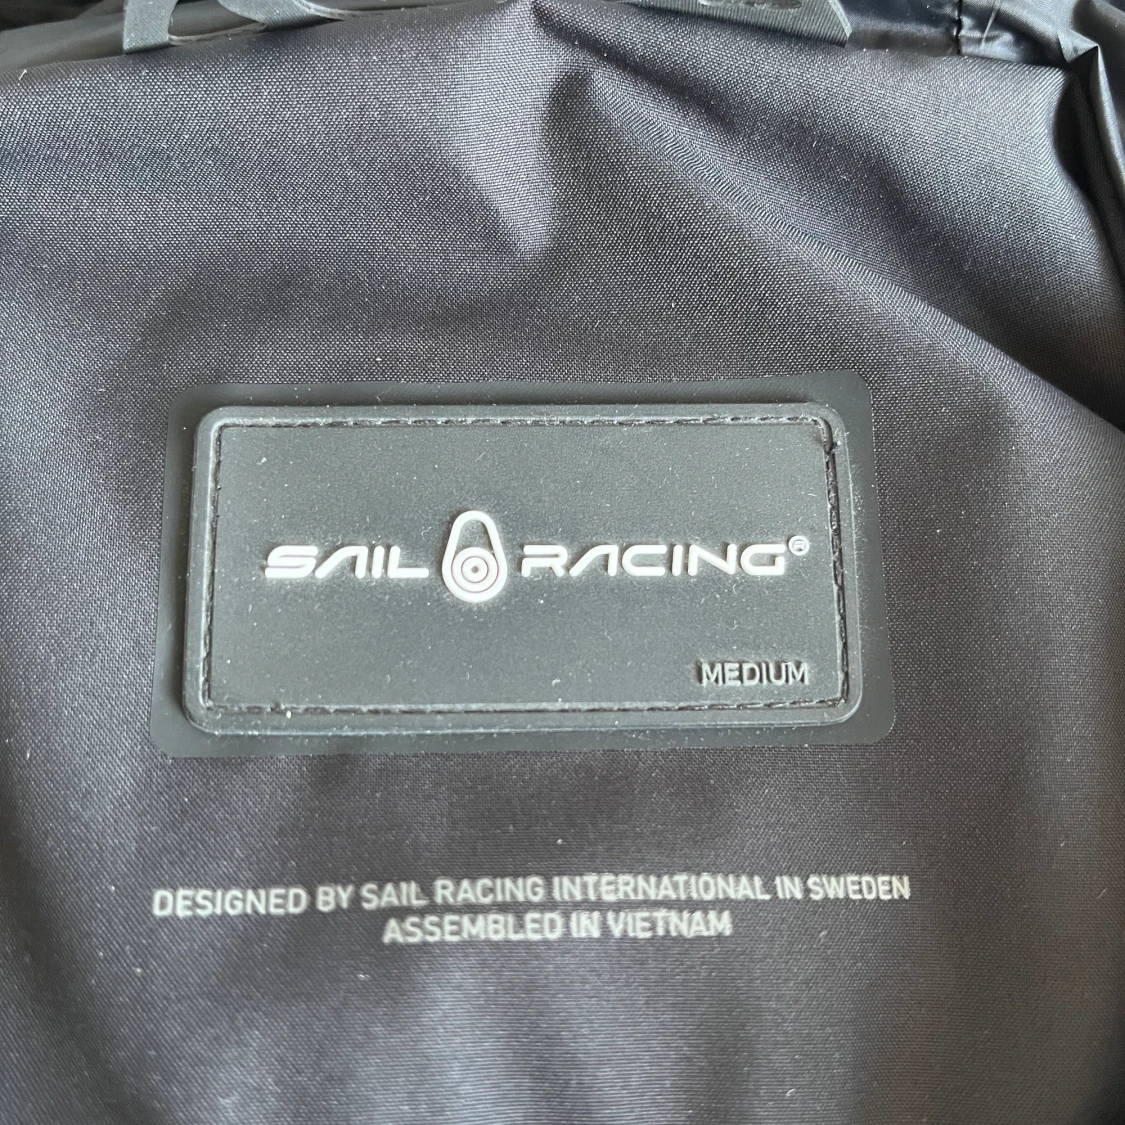 SAIL RACING®
MEDIUM
DESIGNED BY SAIL RACING INTERNATIONAL IN SWEDEN
ASSEMBLED IN VIETNAM